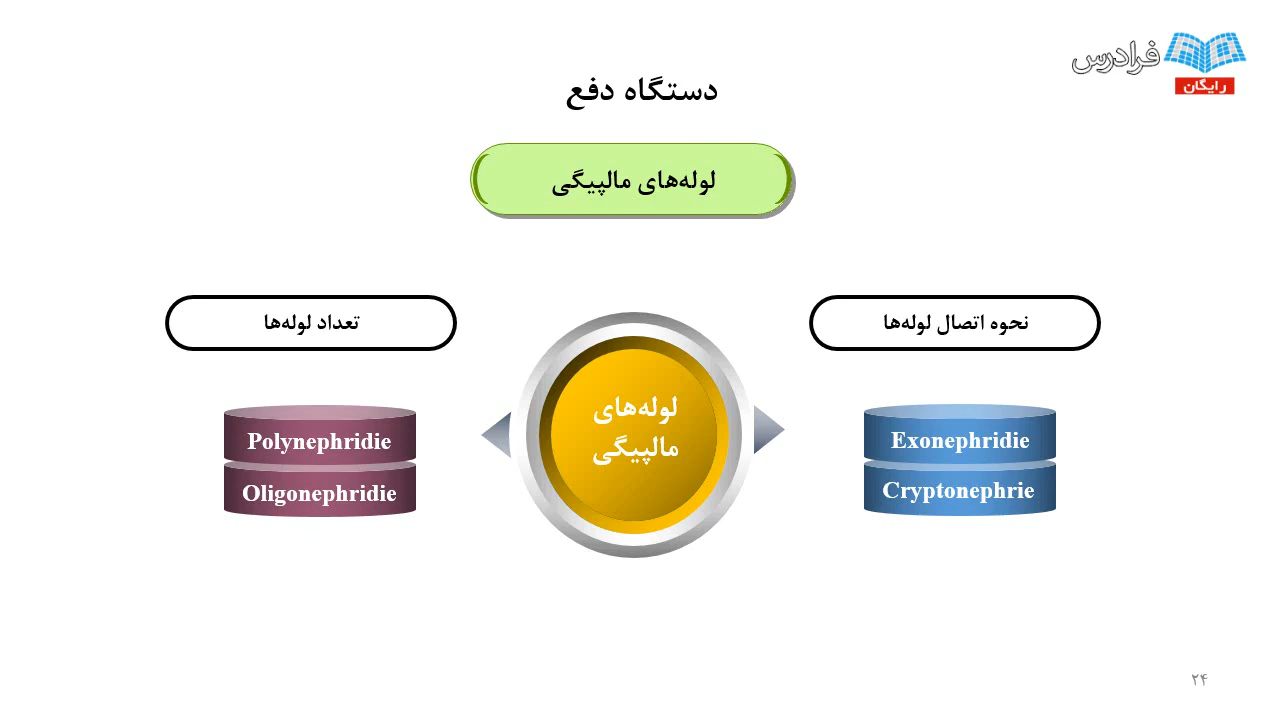 فرادرس
رایگان
دستگاه دفع
لوله‌های مالپیگی
نحوه اتصال لوله‌ها
تعداد لوله‌ها
Exonephridie
Cryptonephrie
لوله‌های
مالپیگی
Polynephridie
Oligonephridie
۲۴